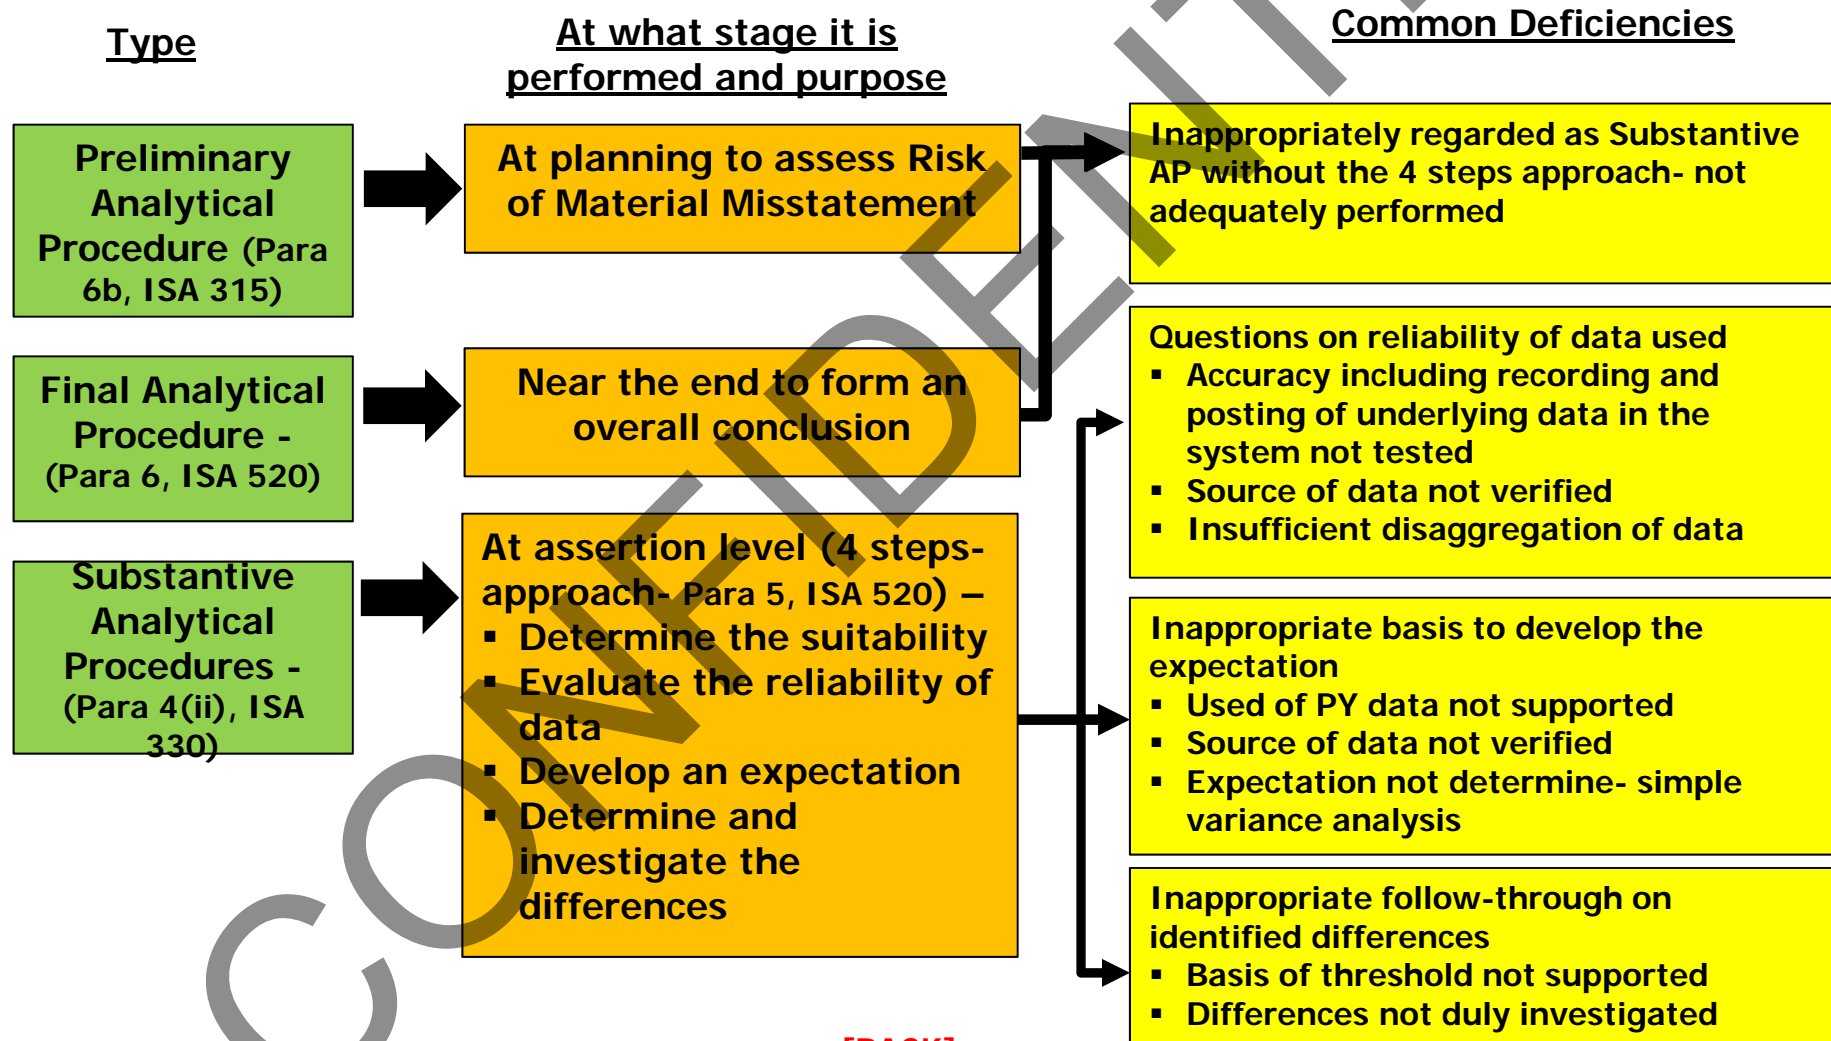 Type
At what stage it is
performed and purpose
Common Deficiencies
Preliminary
Analytical
Procedure (Para
6b, ISA 315)
At planning to assess Risk
of Material Misstatement
Inappropriately regarded as Substantive
AP without the 4 steps approach- not
adequately performed
Final Analytical
Procedure -
(Para 6, ISA 520)
Near the end to form an
overall conclusion
Questions on reliability of data used
▪ Accuracy including recording and
posting of underlying data in the
system not tested
▪ Source of data not verified
▪ Insufficient disaggregation of data
Substantive
Analytical
Procedures -
(Para 4(ii), ISA
330)
At assertion level (4 steps-
approach- Para 5, ISA 520) –
▪ Determine the suitability
▪ Evaluate the reliability of
data
▪ Develop an expectation
▪ Determine and
investigate the
differences
Inappropriate basis to develop the
expectation
▪ Used of PY data not supported
▪ Source of data not verified
▪ Expectation not determine- simple
variance analysis
Inappropriate follow-through on
identified differences
▪ Basis of threshold not supported
▪ Differences not duly investigated
[BACK]
CONFIDENT